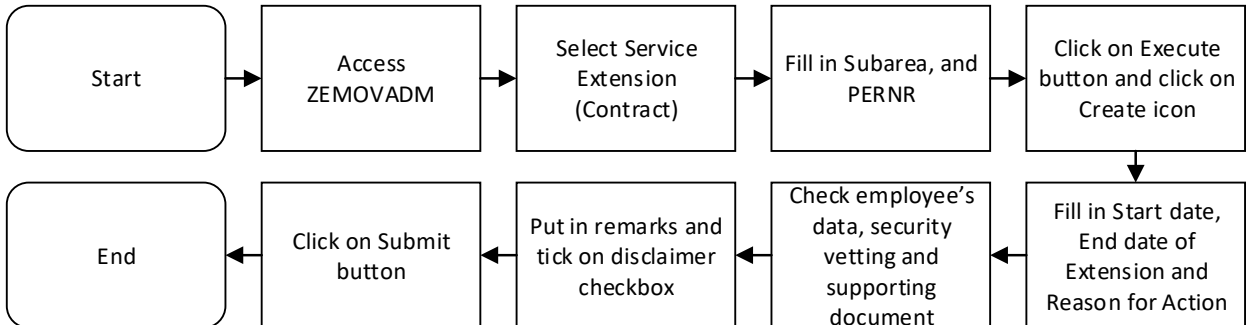 Start
Access
ZEMOVADM
Select Service
Extension
(Contract)
Fill in Subarea, and
PERNR
Click on Execute
button and click on
Create icon
Fill in Start date,
End date of
Extension and
Reason for Action
Check employee’s
data, security
vetting and
supporting
document
Put in remarks and
tick on disclaimer
checkbox
Click on Submit
button
End